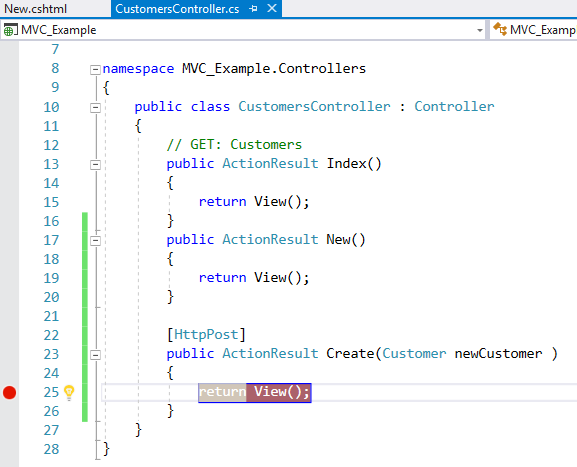 New.cshtml CustomersController.cs
MVC_Example MVC_Examp
7
8 namespace MVC_Example.Controllers
9 {
10 public class CustomersController : Controller
11 {
12 // GET: Customers
13 public ActionResult Index()
14 {
15 return View();
16 }
17 public ActionResult New()
18 {
19 return View();
20 }
21
22 [HttpPost]
23 public ActionResult Create(Customer newCustomer )
24 {
25 return View();
26 }
27 }
28 }